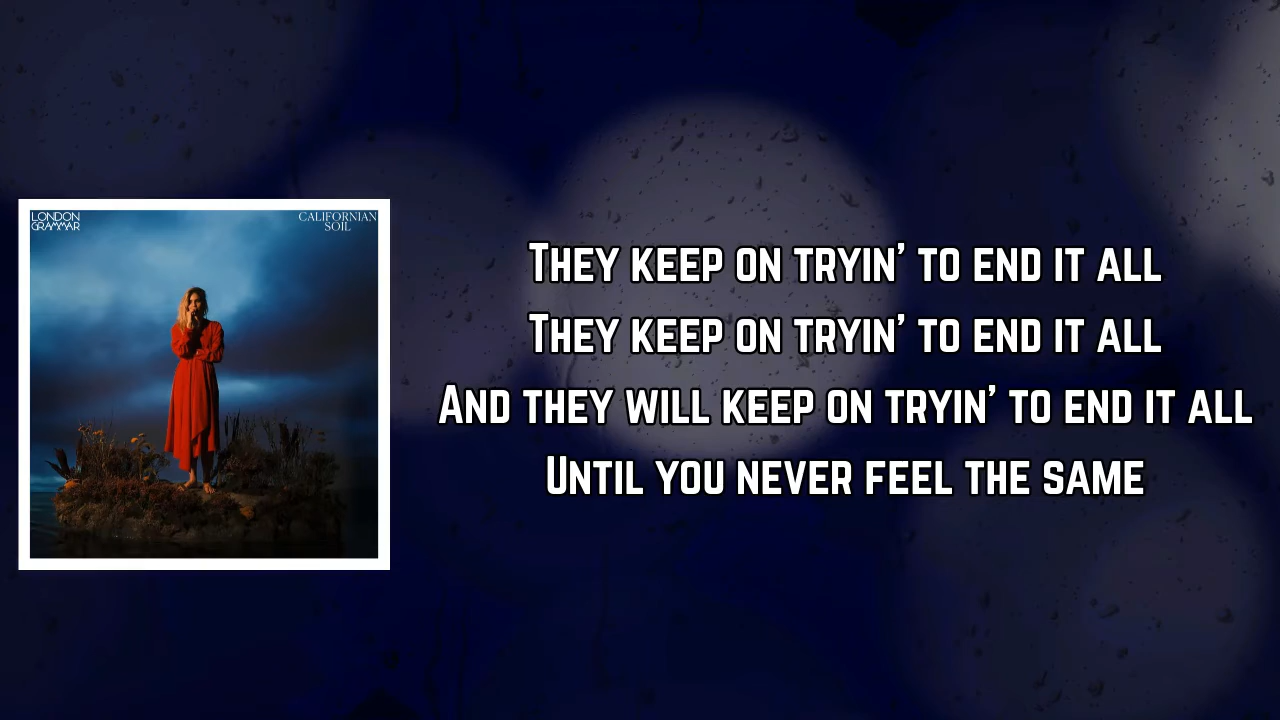 LONDON
GRAMMAR
CALIFORNIAN
SOIL
They keep on tryin' to end it all
They keep on tryin' to end it all
And they will keep on tryin' to end it all
Until you never feel the same